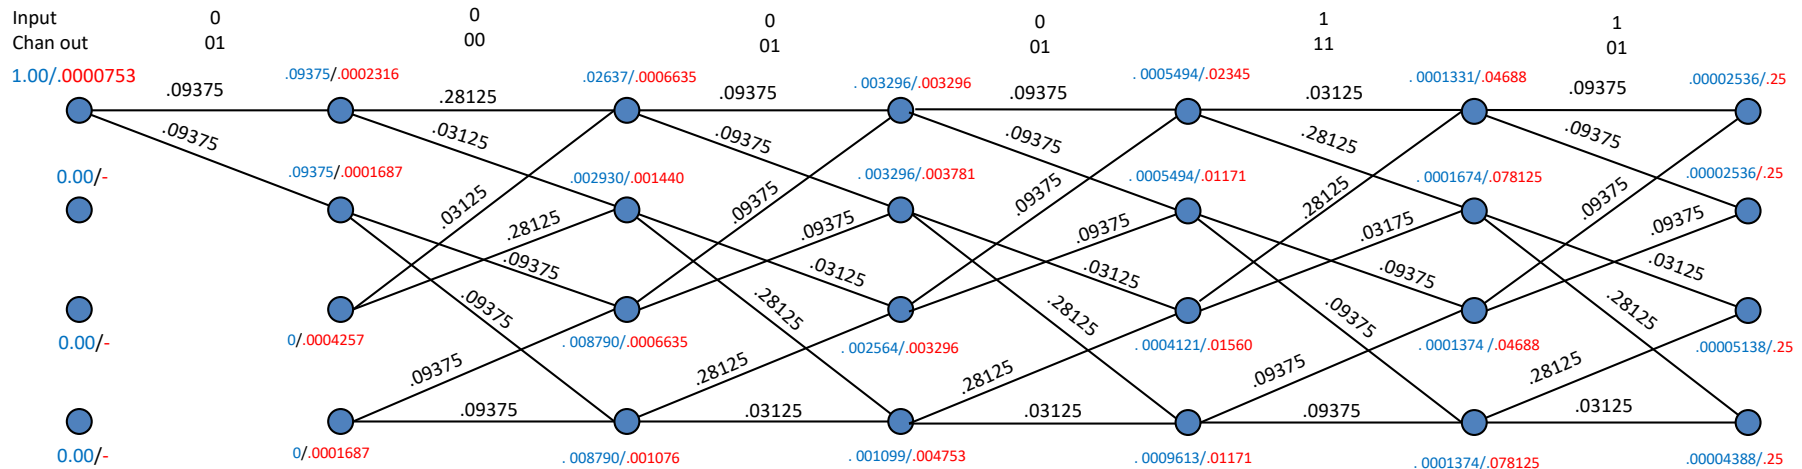 Input 0 0 0 0 1 1
Chan out 01 00 01 01 11 01
1.00/.0000753 .09375/.0002316 .02637/.0006635 . 003296/.003296 . 0005494/.02345 . 0001331/.04688 .00002536/.25
.09375 .28125 .09375 .09375 .03125 .09375
.09375 .03125 .09375 .09375 .28125 .09375
0.00/- .09375/.0001687 .002930/.001440 .003296/.003781 .0005494/.01171 .0001674/.078125 .00002536/.25
.03125 .28125 .09375 .09375 .09375 .09375 .28125 .03175 .09375 .09375
.09375 .09375 .03125 .28125 .03125 .28125 .09375 .09375 .03125 .28125
0.00/- 0/.0004257 . 008790/.0006635 . 002564/.003296 . 0004121/.01560 . 0001374 /.04688 .00005138/.25
.09375 .28125 .28125 .09375 .28125
.09375 .03125 .03125 .09375 .03125
0.00/- 0/.0001687 . 008790/.001076 . 001099/.004753 . 0009613/.01171 . 0001374/.078125 .00004388/.25